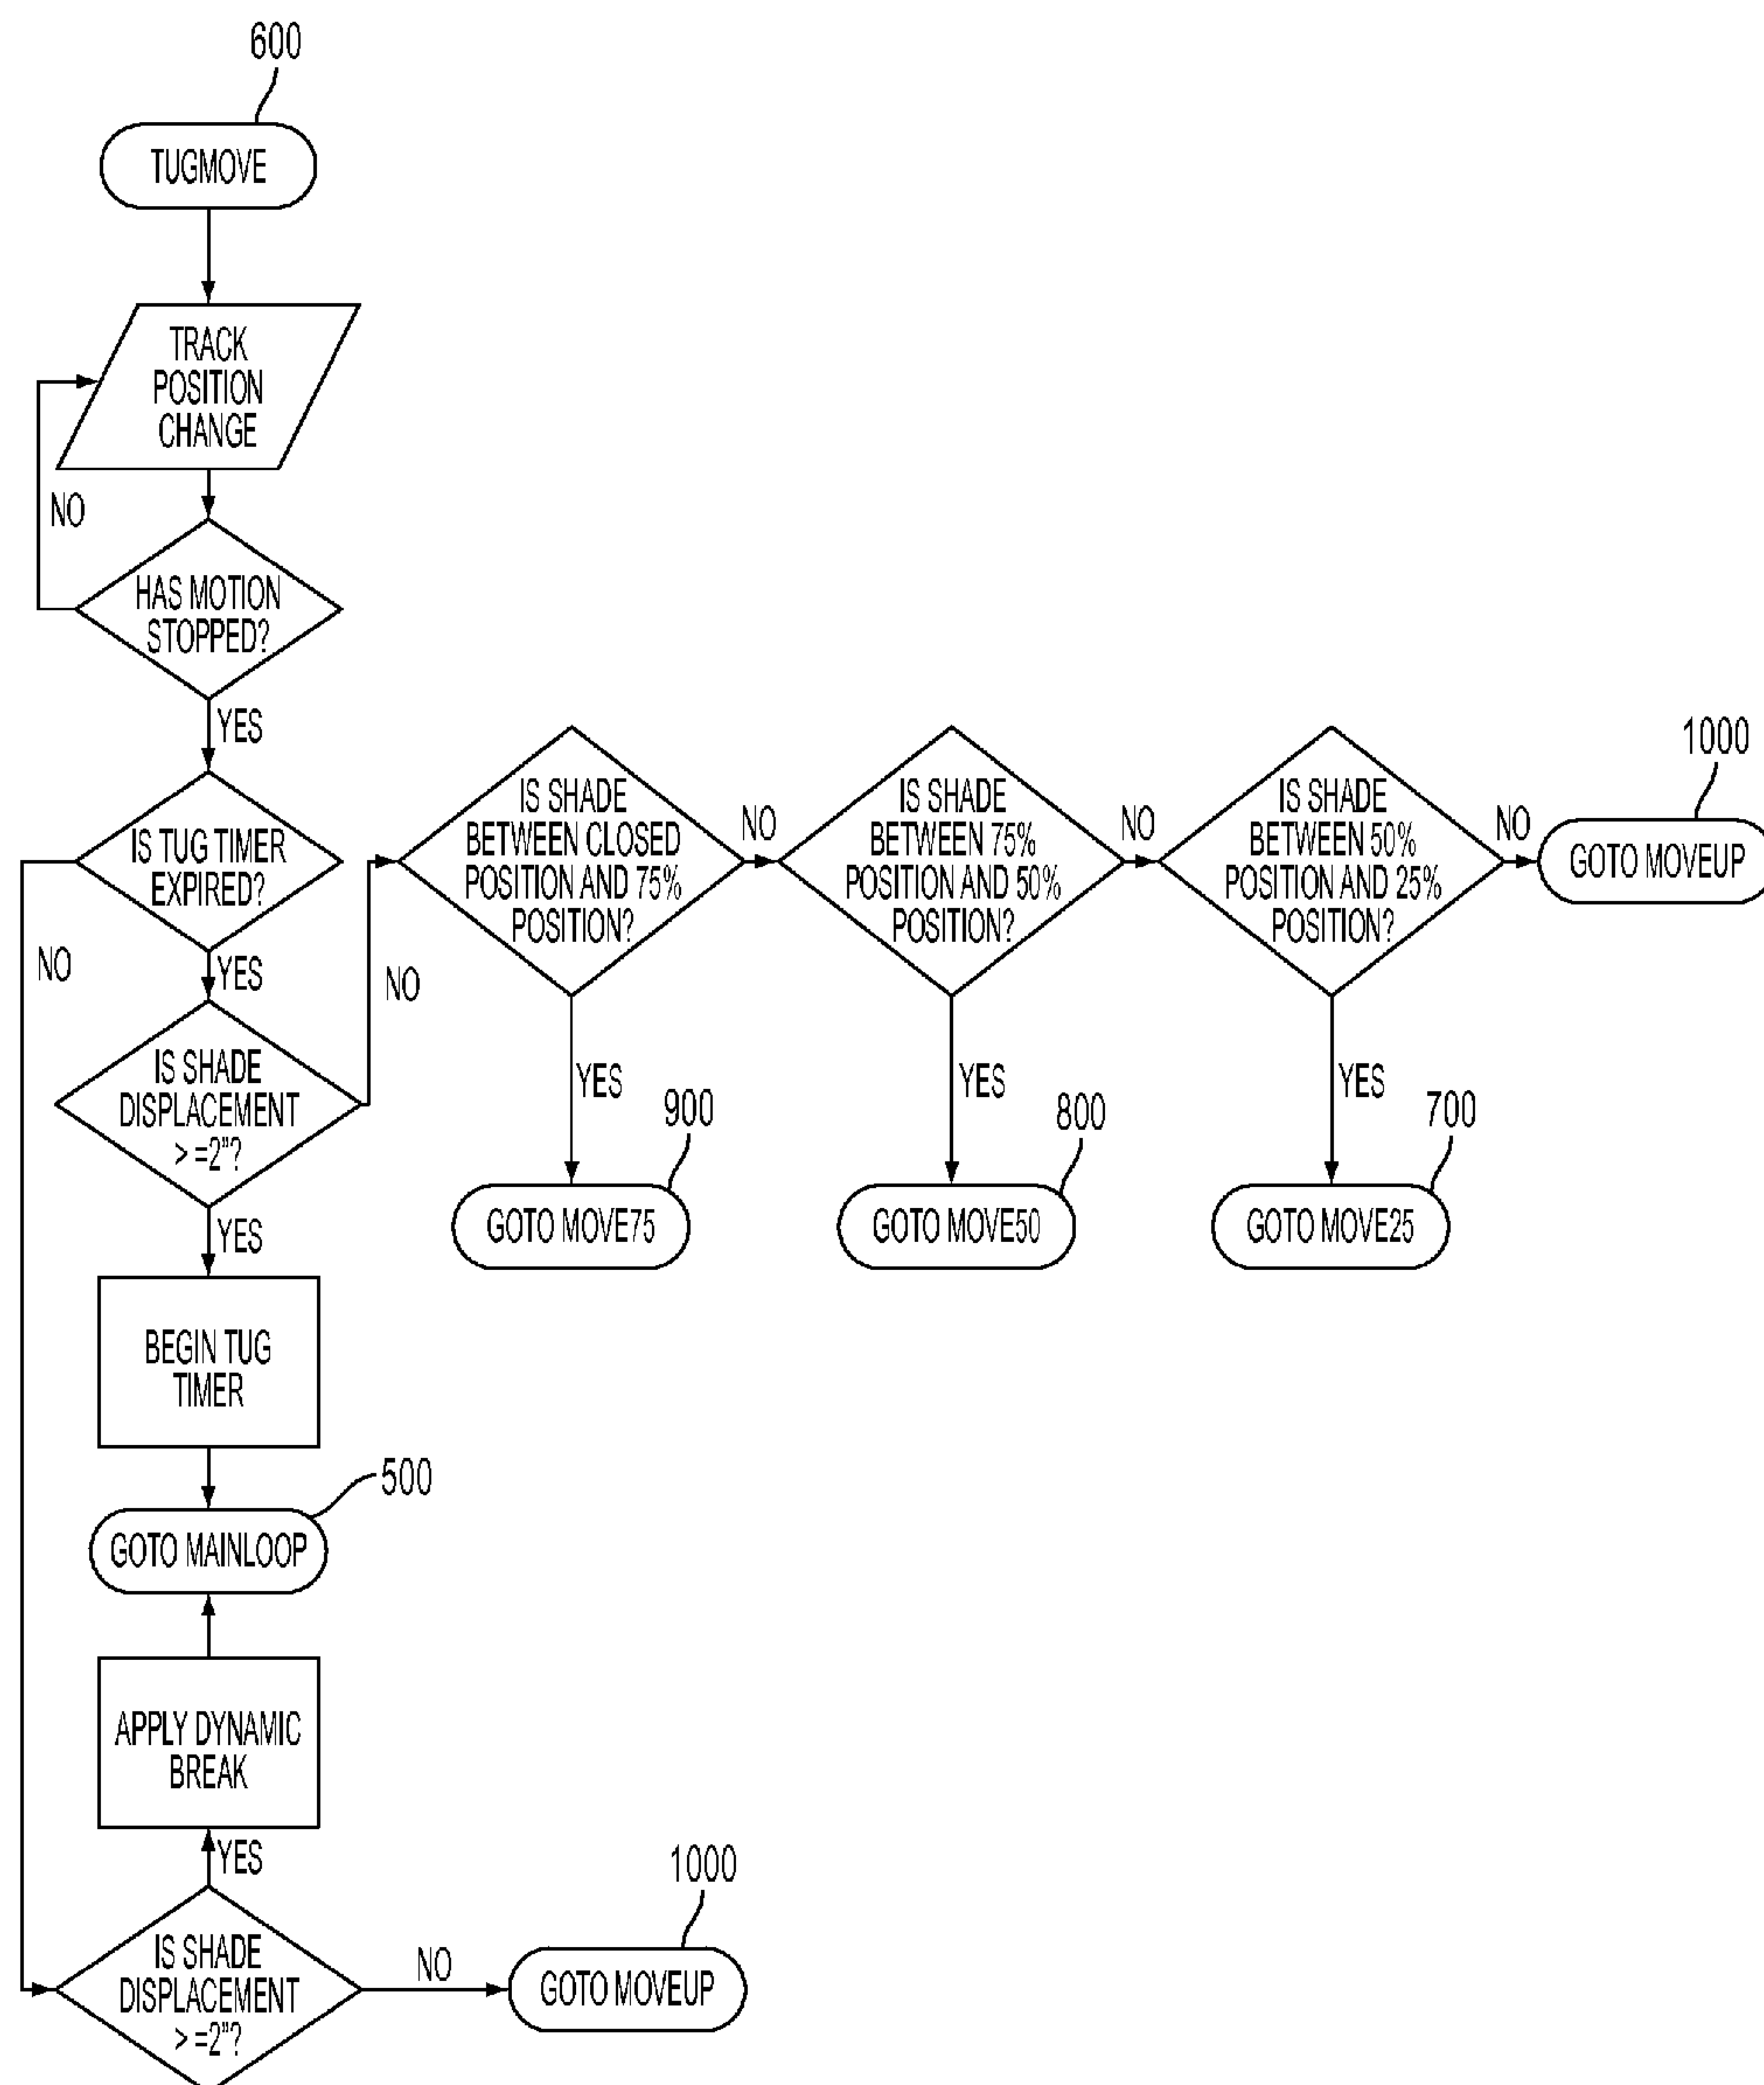 600
TUGMOVE
TRACK
POSITION
CHANGE
NO
HAS MOTION
STOPPED?
YES
IS TUG TIMER
EXPIRED?
NO
YES
IS SHADE
DISPLACEMENT
> =2"?
NO
YES
IS SHADE
BETWEEN CLOSED
POSITION AND 75%
POSITION?
NO
YES
900
GOTO MOVE75
IS SHADE
BETWEEN 75%
POSITION AND 50%
POSITION?
NO
YES
800
GOTO MOVE50
IS SHADE
BETWEEN 50%
POSITION AND 25%
POSITION?
NO
YES
700
GOTO MOVE25
1000
GOTO MOVEUP
BEGIN TUG
TIMER
500
GOTO MAINLOOP
APPLY DYNAMIC
BREAK
YES
IS SHADE
DISPLACEMENT
> =2"?
NO
1000
GOTO MOVEUP